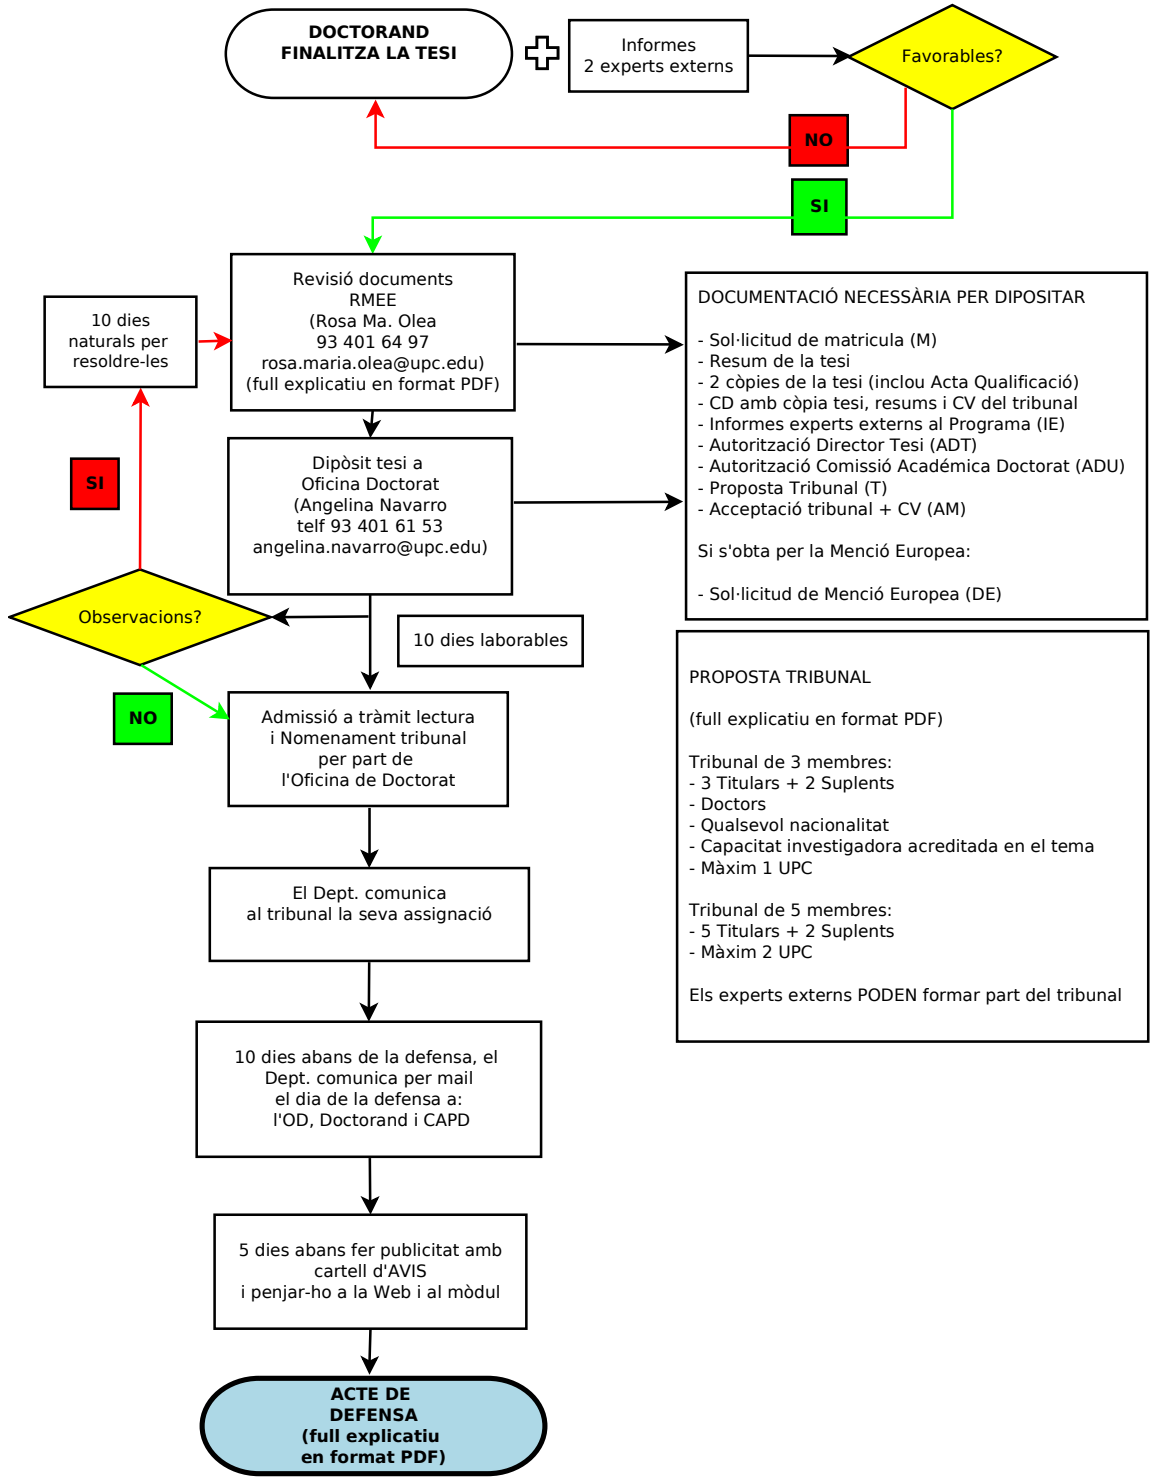 DOCTORAND
FINALITZA LA TESI
Informes
2 experts externs
Favorables?
NO
SI
Revisió documents
RMEE
(Rosa Ma. Olea
93 401 64 97
rosa.maria.olea@upc.edu)
(full explicatiu en format PDF)
10 dies
naturals per
resoldre-les
DOCUMENTACIÓ NECESSÀRIA PER DIPOSITAR
- Sol·licitud de matricula (M)
- Resum de la tesi
- 2 còpies de la tesi (inclou Acta Qualificació)
- CD amb còpia tesi, resums i CV del tribunal
- Informes experts externs al Programa (IE)
- Autorització Director Tesi (ADT)
- Autorització Comissió Académica Doctorat (ADU)
- Proposta Tribunal (T)
- Acceptació tribunal + CV (AM)
Si s'obta per la Menció Europea:
- Sol·licitud de Menció Europea (DE)
SI
Dipòsit tesi a
Oficina Doctorat
(Angelina Navarro
telf 93 401 61 53
angelina.navarro@upc.edu)
Observacions?
10 dies laborables
NO
Admissió a tràmit lectura
i Nomenament tribunal
per part de
l'Oficina de Doctorat
PROPOSTA TRIBUNAL
(full explicatiu en format PDF)
Tribunal de 3 membres:
- 3 Titulars + 2 Suplents
- Doctors
- Qualsevol nacionalitat
- Capacitat investigadora acreditada en el tema
- Màxim 1 UPC
Tribunal de 5 membres:
- 5 Titulars + 2 Suplents
- Màxim 2 UPC
Els experts externs PODEN formar part del tribunal
El Dept. comunica
al tribunal la seva assignació
10 dies abans de la defensa, el
Dept. comunica per mail
el dia de la defensa a:
l'OD, Doctorand i CAPD
5 dies abans fer publicitat amb
cartell d'AVIS
i penjar-ho a la Web i al mòdul
ACTE DE
DEFENSA
(full explicatiu
en format PDF)